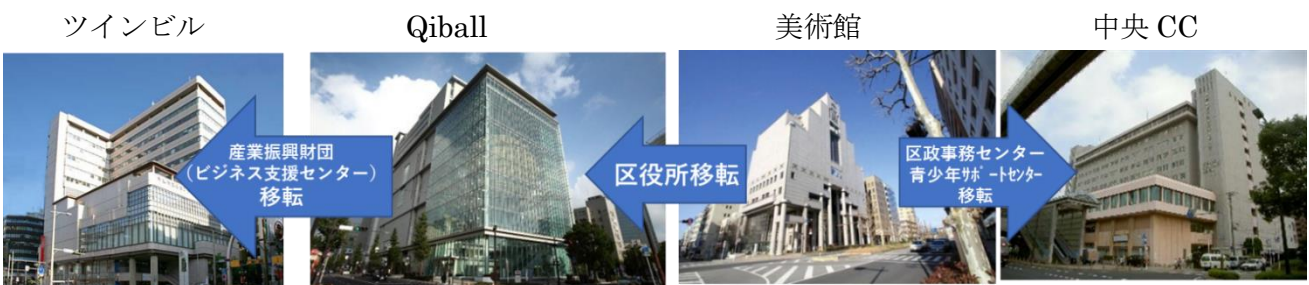 ツインビル
Qiball
美術館
中央 CC
産業振興財団
（ビジネス支援センター）
移転
区役所移転
区政事務センター
青少年ｻﾎﾟｰﾄｾﾝﾀｰ
移転